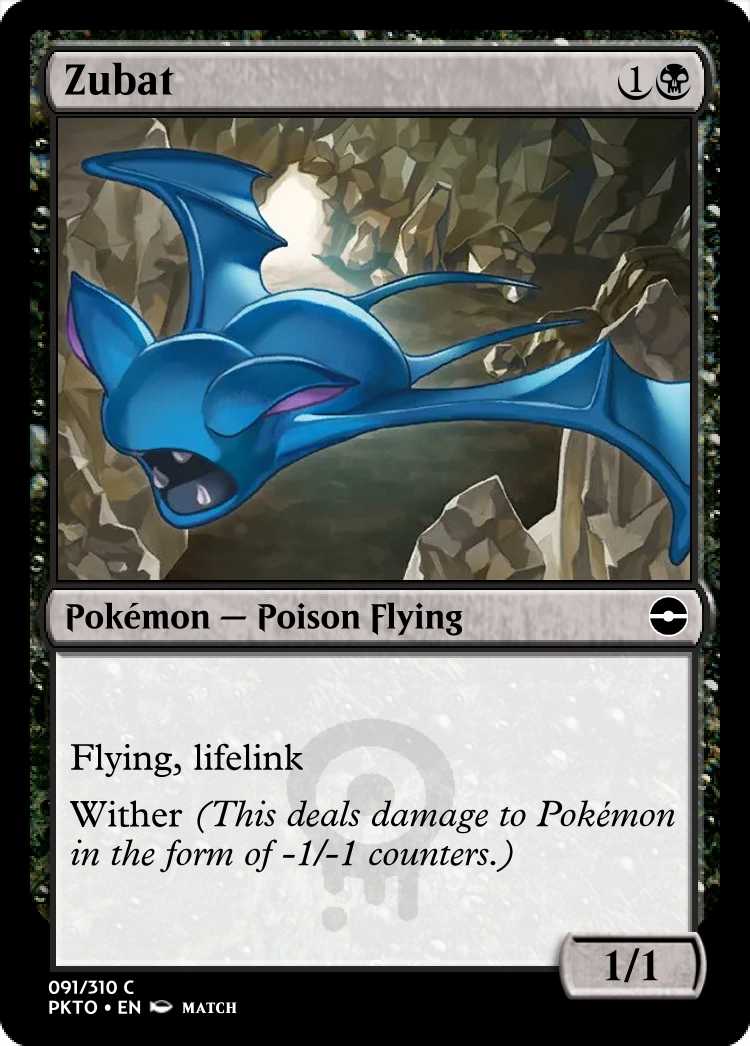 Zubat 1
Pokémon — Poison Flying
Flying, lifelink
Wither (This deals damage to Pokémon
in the form of -1/-1 counters.)
1/1
091/310 C
PKTO • EN MATCH